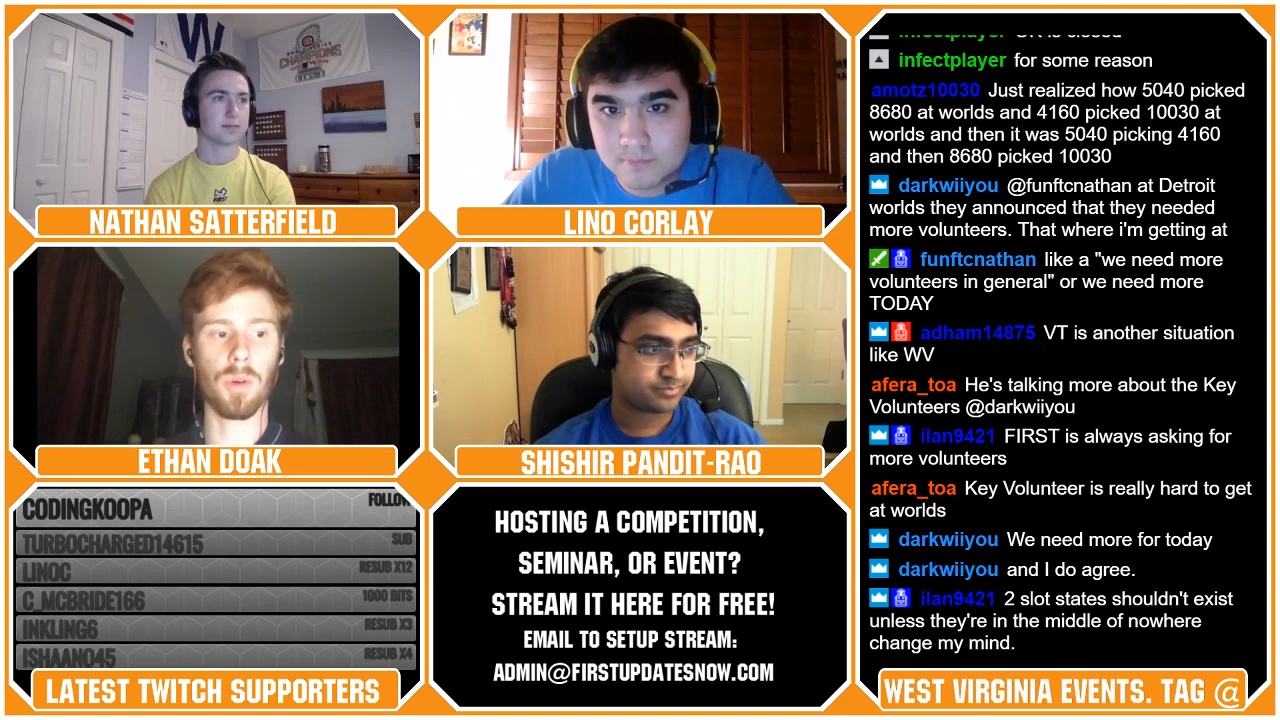 W
CHAMPIONS
FIRST
NATHAN SATTERFIELD
LINO CORLAY
ETHAN DOAK
SHISHIR PANDIT-RAO
CODINGKOOPA FOLLOW
TURBOCHARGED14615 SUB
LINOC RESUB X12
C_MCBRIDE166 1000 BITS
INKLING6 RESUB X3
ISHAAN045 RESUB X4
LATEST TWITCH SUPPORTERS
HOSTING A COMPETITION,
SEMINAR, OR EVENT?
STREAM IT HERE FOR FREE!
EMAIL TO SETUP STREAM:
ADMIN@FIRSTUPDATESNOW.COM
infectplayer is closed
infectplayer for some reason
amotz10030 Just realized how 5040 picked
8680 at worlds and 4160 picked 10030 at
worlds and then it was 5040 picking 4160
and then 8680 picked 10030
darkwiiyou @funftcnathan at Detroit
worlds they announced that they needed
more volunteers. That where i'm getting at
funftcnathan like a "we need more
volunteers in general" or we need more
TODAY
adham14875 VT is another situation
like WV
afera_toa He's talking more about the Key
Volunteers @darkwiiyou
ilan9421 FIRST is always asking for
more volunteers
afera_toa Key Volunteer is really hard to get
at worlds
darkwiiyou We need more for today
darkwiiyou and I do agree.
ilan9421 2 slot states shouldn't exist
unless they're in the middle of nowhere
change my mind.
WEST VIRGINIA EVENTS. TAG @